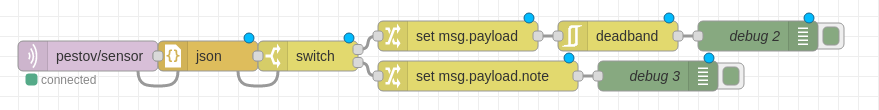 set msg.payload
deadband
debug 2
pestov/sensor
json
switch
connected
set msg.payload.note
debug 3